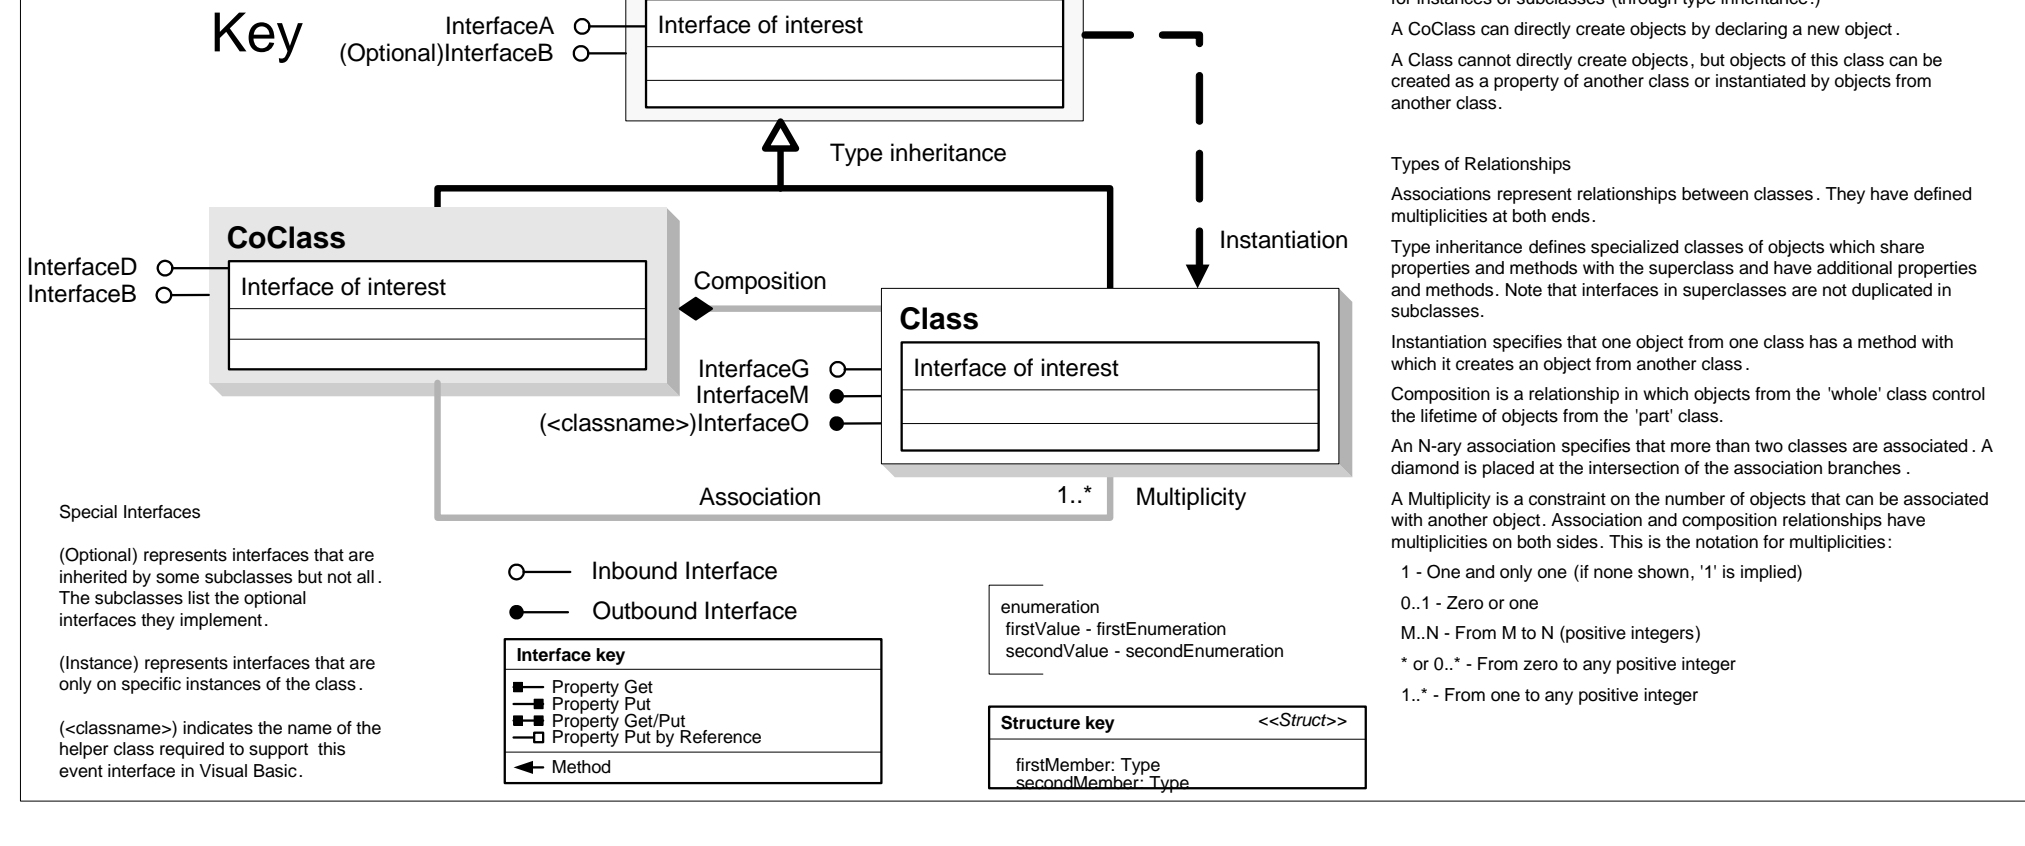 for instances of subclasses (through type inheritance.)
Key
InterfaceA
(Optional)InterfaceB
Interface of interest
A CoClass can directly create objects by declaring a new object.
A Class cannot directly create objects, but objects of this class can be
created as a property of another class or instantiated by objects from
another class.
Type inheritance
Types of Relationships
Associations represent relationships between classes. They have defined
multiplicities at both ends.
Type inheritance defines specialized classes of objects which share
properties and methods with the superclass and have additional properties
and methods. Note that interfaces in superclasses are not duplicated in
subclasses.
Instantiation specifies that one object from one class has a method with
which it creates an object from another class.
Composition is a relationship in which objects from the 'whole' class control
the lifetime of objects from the 'part' class.
An N-ary association specifies that more than two classes are associated. A
diamond is placed at the intersection of the association branches.
A Multiplicity is a constraint on the number of objects that can be associated
with another object. Association and composition relationships have
multiplicities on both sides. This is the notation for multiplicities:
1 - One and only one (if none shown, '1' is implied)
0..1 - Zero or one
M..N - From M to N (positive integers)
* or 0..* - From zero to any positive integer
1..* - From one to any positive integer
Instantiation
CoClass
InterfaceD
InterfaceB
Interface of interest
Composition
Class
InterfaceG
InterfaceM
(<classname>)InterfaceO
Interface of interest
Association
1..*
Multiplicity
Special Interfaces
(Optional) represents interfaces that are
inherited by some subclasses but not all.
The subclasses list the optional
interfaces they implement.
(Instance) represents interfaces that are
only on specific instances of the class.
(<classname>) indicates the name of the
helper class required to support this
event interface in Visual Basic.
Inbound Interface
Outbound Interface
Interface key
Property Get
Property Put
Property Get/Put
Property Put by Reference
Method
enumeration
firstValue - firstEnumeration
secondValue - secondEnumeration
Structure key
<<Struct>>
firstMember: Type
secondMember: Type